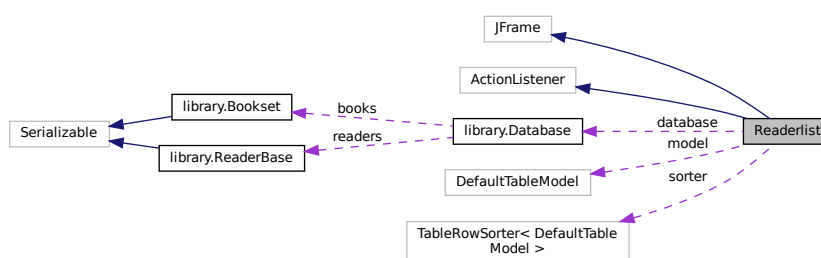 JFrame
ActionListener
library.Bookset
books
Serializable
library.Database
database
Readerlist
readers
model
library.ReaderBase
sorter
DefaultTableModel
TableRowSorter< DefaultTable
Model >